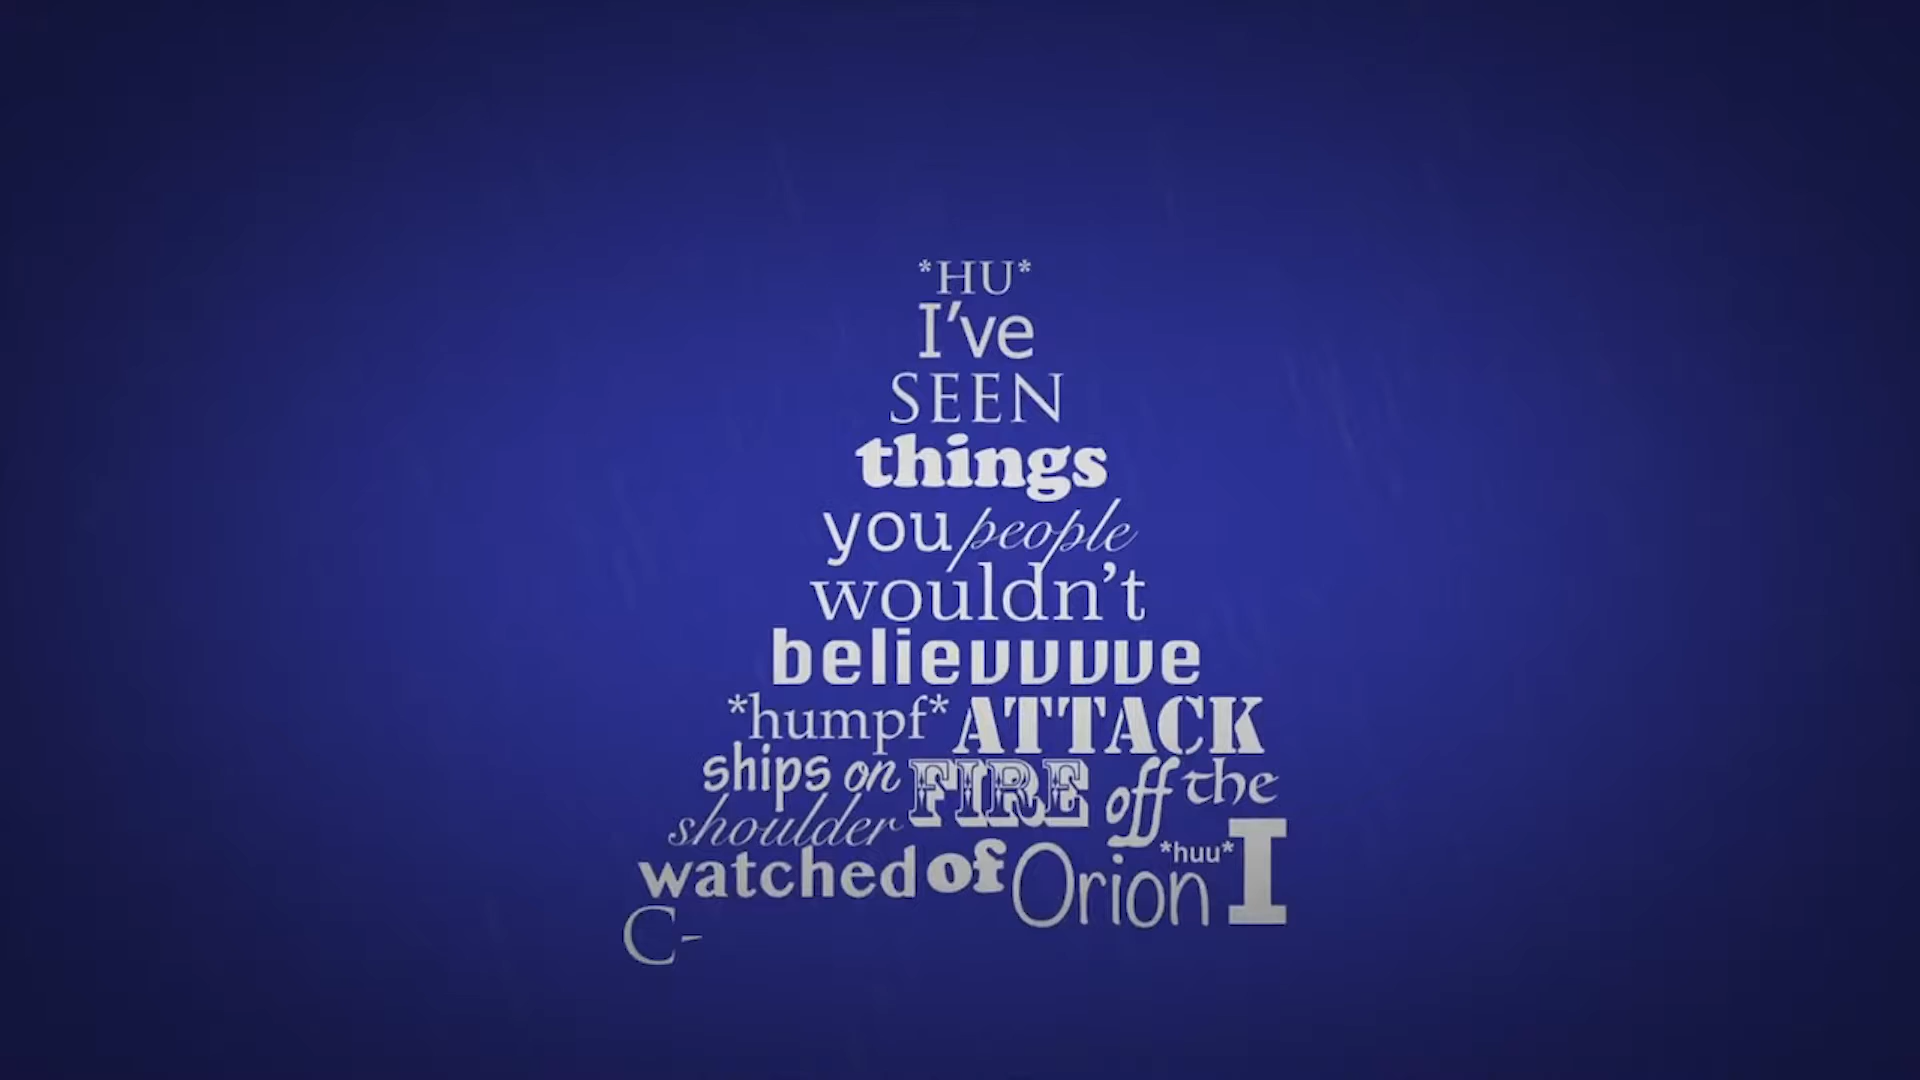 *HU*
I've
SEEN
things
you people
wouldn't
believvvvve
*humpf* ATTACK
ships on FIRE off the
shoulder
watched of Orion *huu* I
C-